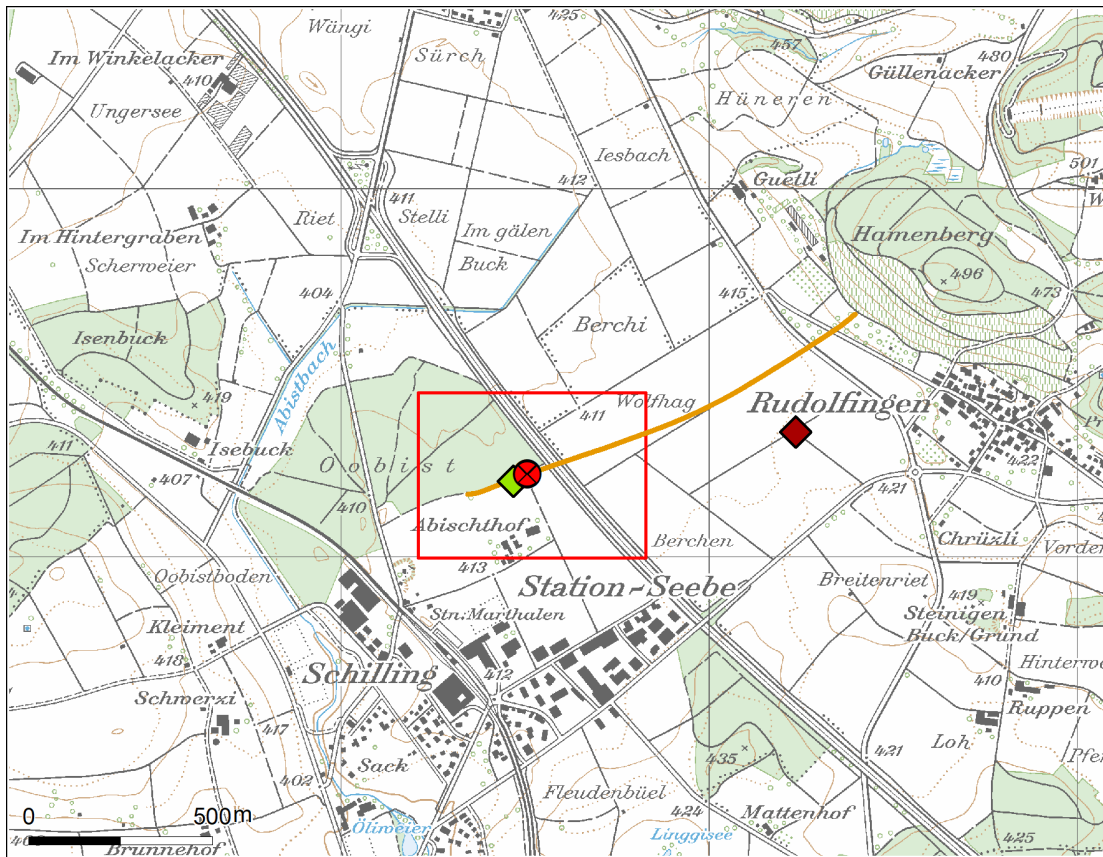 Wängi
425
Sürch
457
480
Im Winkelacker
410
Güllenacker
Ungersee
Hüneren
Iesbach
501
412
Guetli
411
Riet
Stelli
Im gälen
Buck
Im Hintergraben
Scherweier
Hamenberg
496
473
404
415
Berchi
Isenbuck
Abistbach
419
Wolfhag
411
Rudolfingen
411
Isebuck
Oobist
407
422
421
410
Abischthof
Chrüzli
Berchen
413
Oobistboden
Station-Seebe
Breitenriet
Stn. Marthalen
419
Steinigen
Buck/Grund
Kleiment
418
Schilling
412
410
Schwerzi
Ruppen
417
421
Loh
435
Sack
402
Fleudenbüel
0
500m
424
Mattenhof
Ölimeier
Linggisee
425
Brunnehof